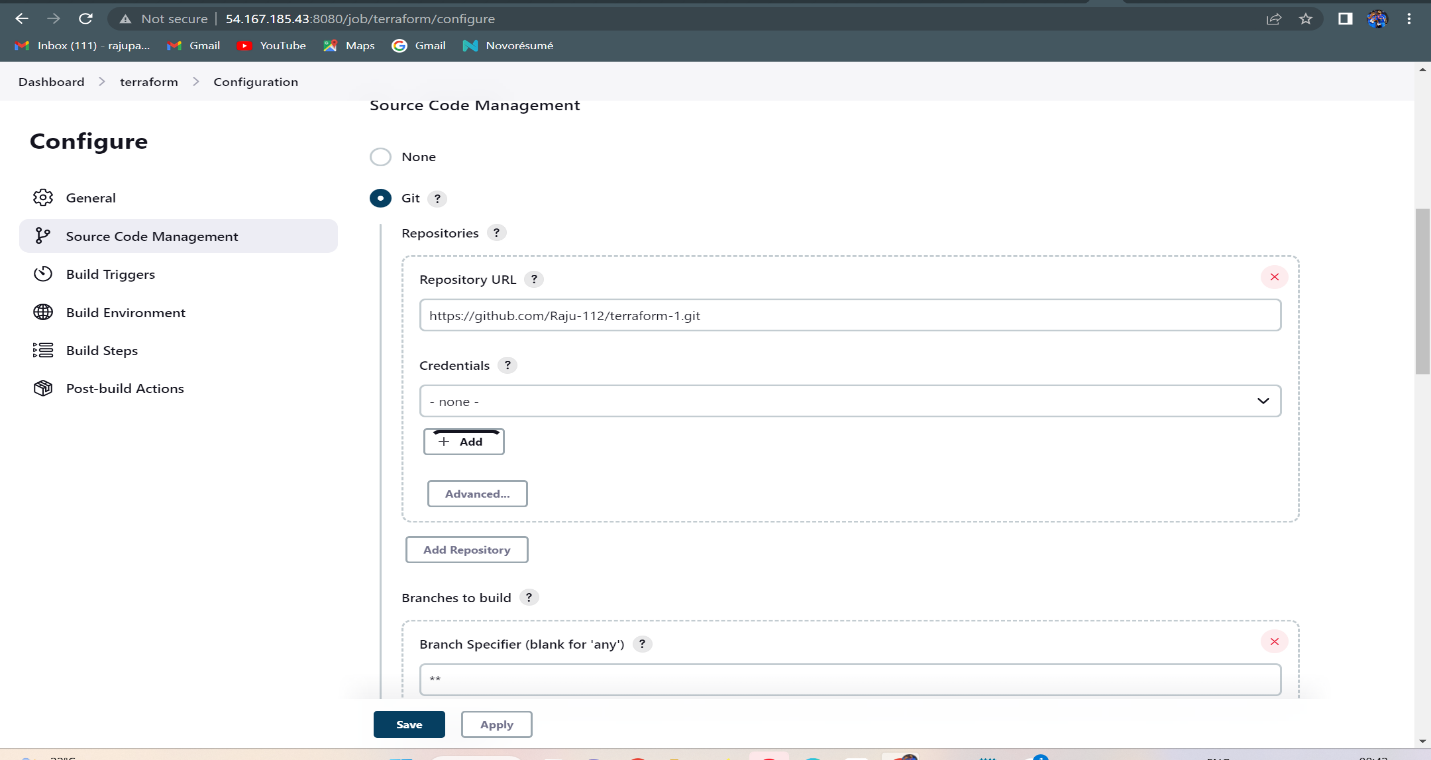 Not secure | 54.167.185.43:8080/job/terraform/configure
Inbox (111) - rajupa... Gmail YouTube Maps Gmail Novorésumé
Dashboard > terraform > Configuration
Configure
General
Source Code Management
Build Triggers
Build Environment
Build Steps
Post-build Actions
Source Code Management
None
Git ?
Repositories ?
Repository URL ?
https://github.com/Raju-112/terraform-1.git
Credentials ?
- none -
+ Add
Advanced...
Add Repository
Branches to build ?
Branch Specifier (blank for 'any') ?
**
Save Apply